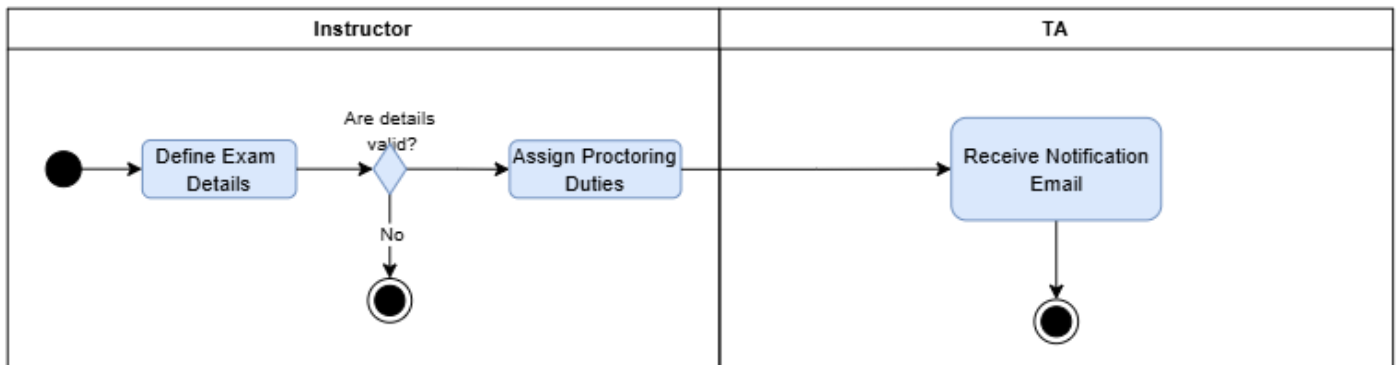 Instructor
TA
Are details
valid?
Define Exam
Details
Assign Proctoring
Duties
Receive Notification
Email
No